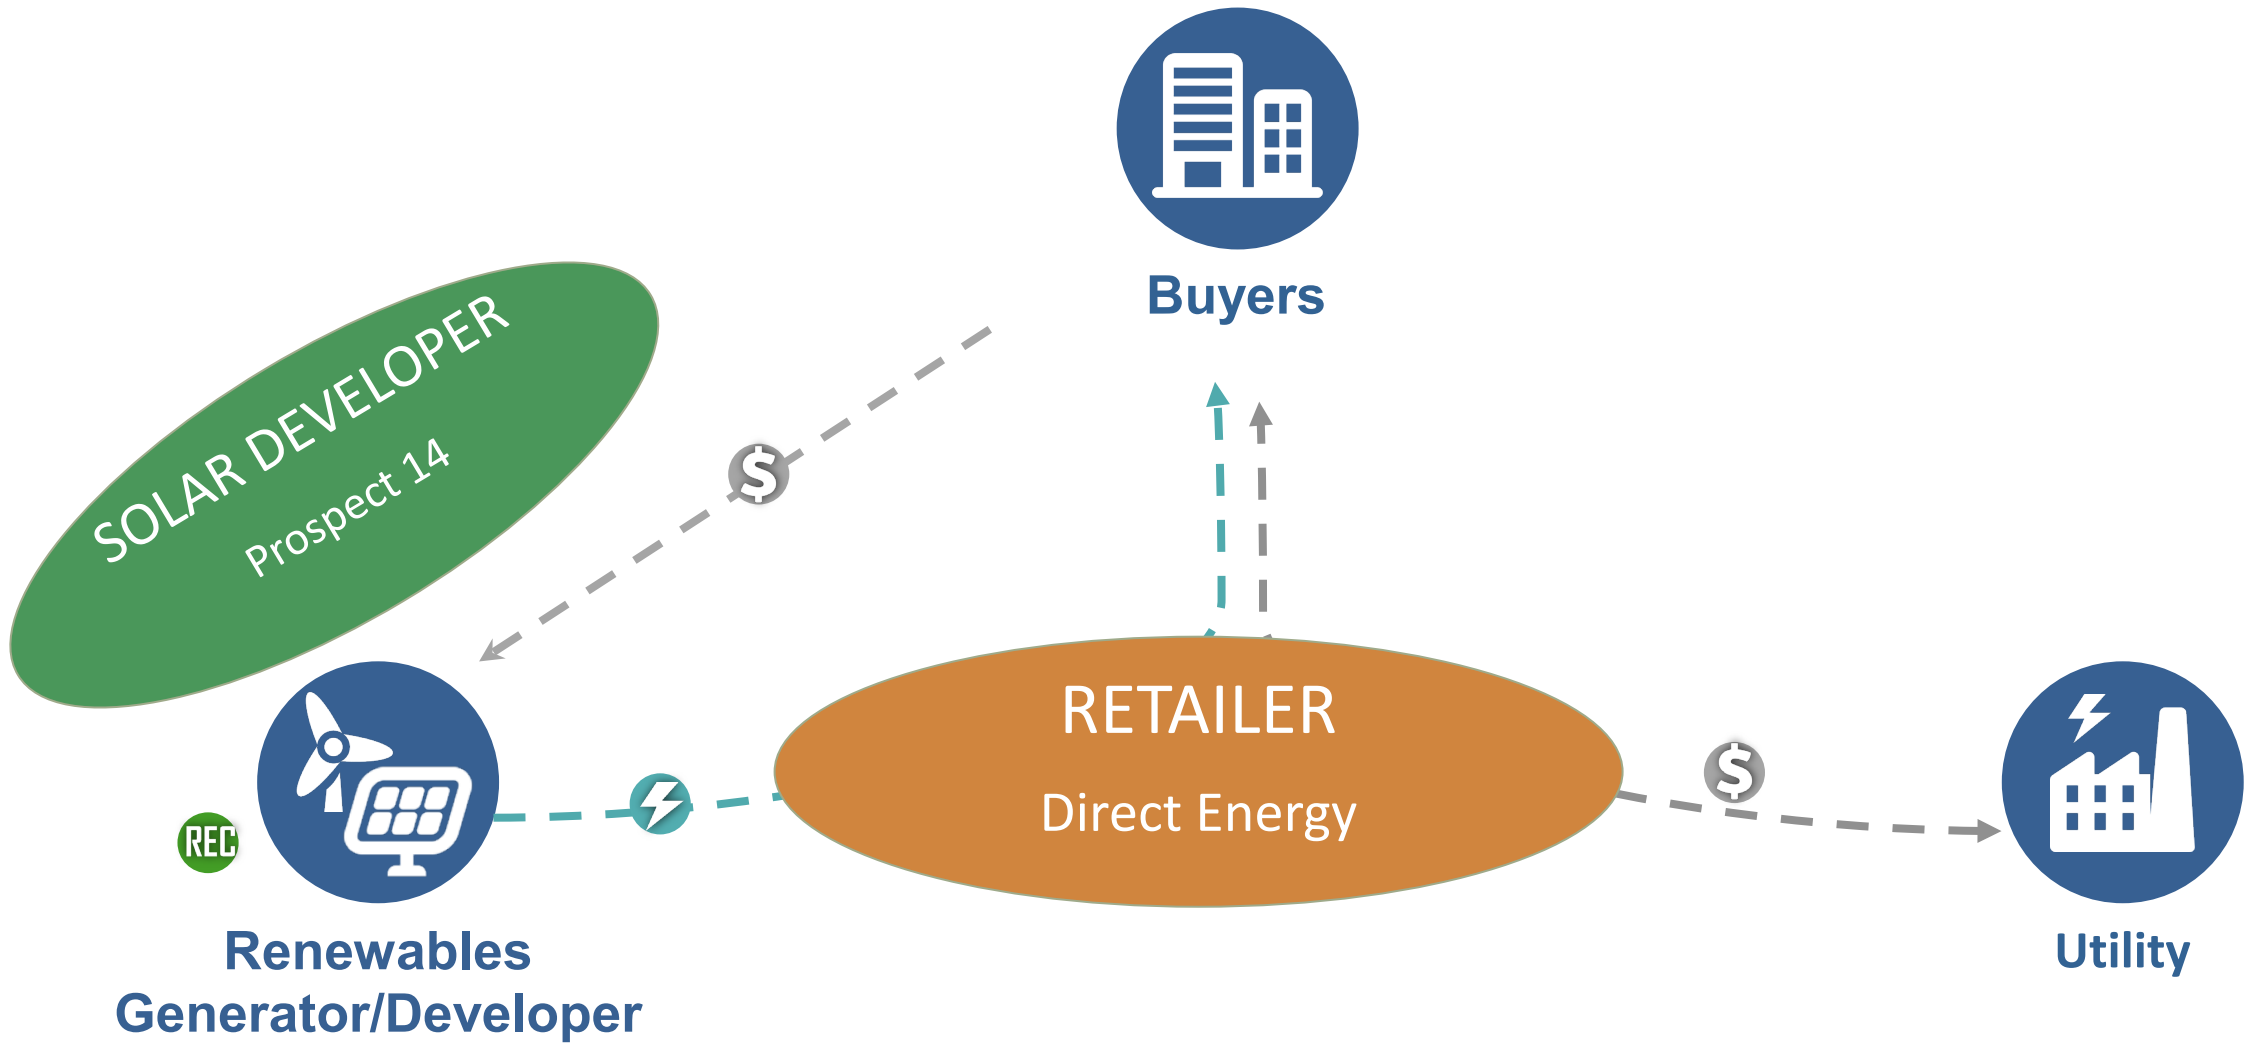 Buyers
SOLAR DEVELOPER
Prospect 14
$
RETAILER
Direct Energy
$
REC
Renewables
Generator/Developer
Utility